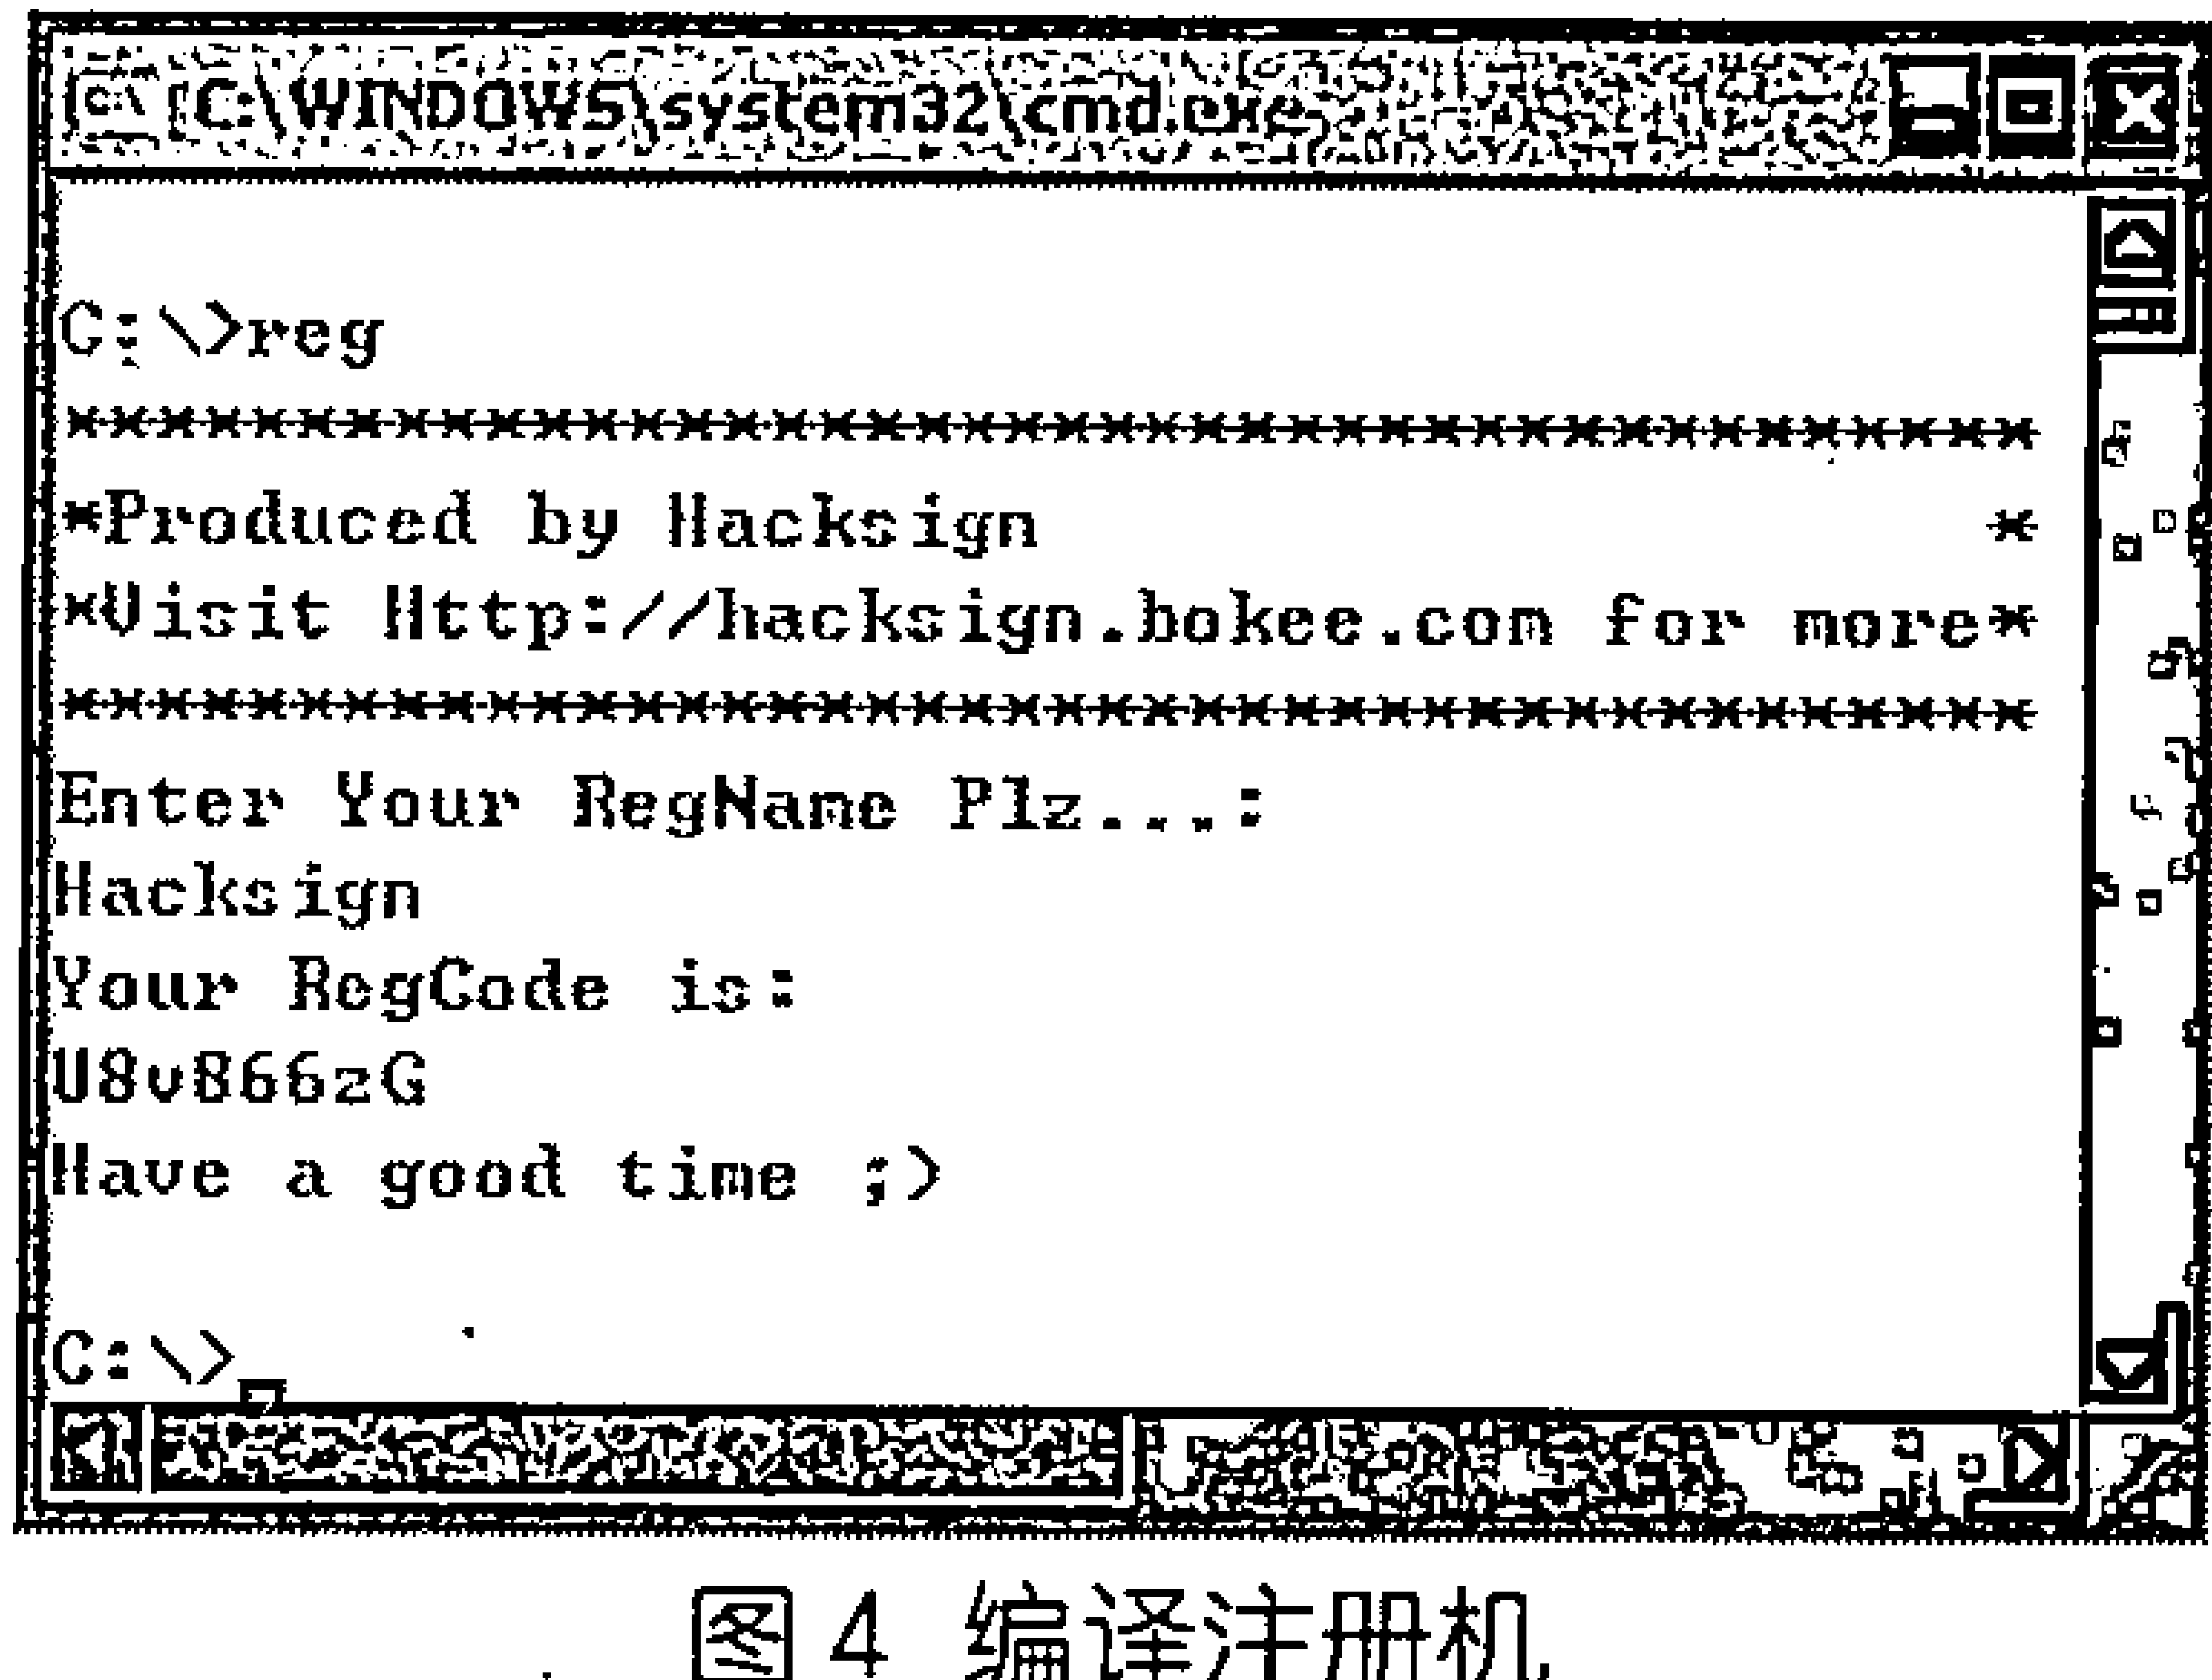 C:\WINDOWS\system32\cmd.exe
C:\>reg
******************************************
*Produced by Hacksign                    *
*Visit Http://hacksign.bokee.com for more*
******************************************
Enter Your RegName Plz...:
Hacksign
Your RegCode is:
U8v866zG
Have a good time ;)
C:\>_
图 4 编译注册机